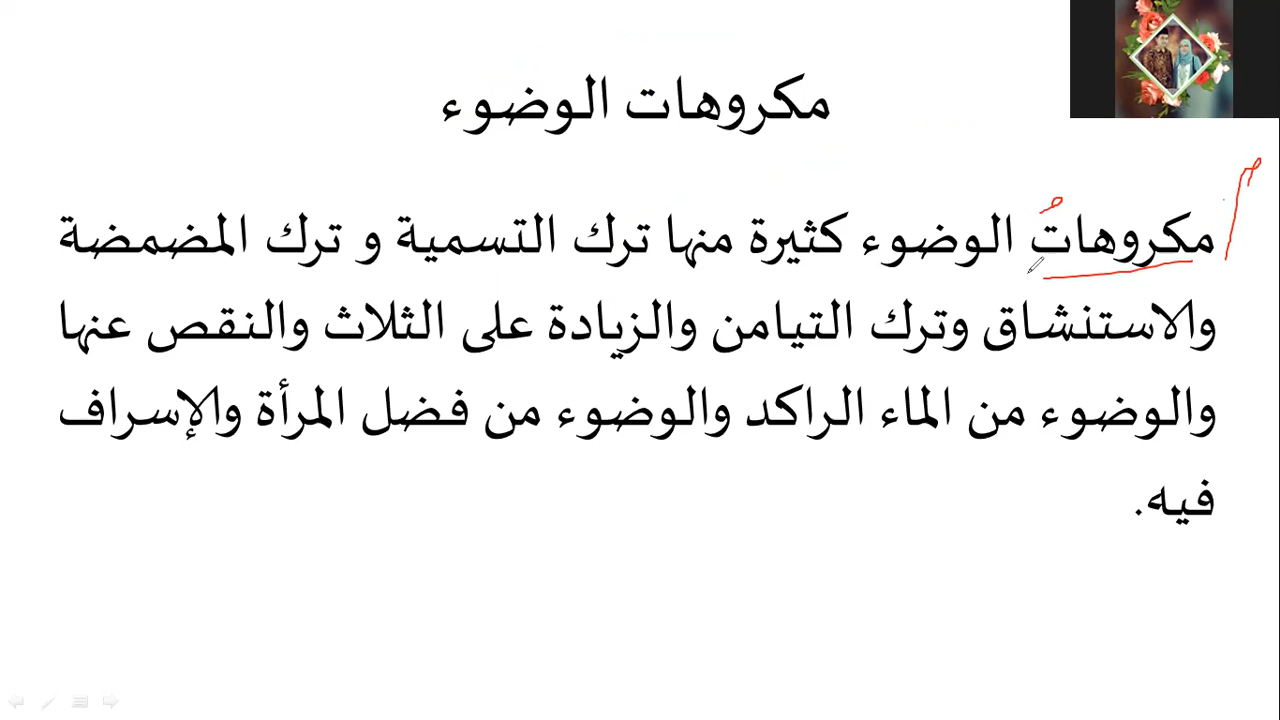 مكروهات الوضوء
مكروهاتُ الوضوء كثيرة منها ترك التسمية و ترك المضمضة
والاستنشاق وترك التيامن والزيادة على الثلاث والنقص عنها
والوضوء من الماء الراكد والوضوء من فضل المرأة والإسراف
فيه.